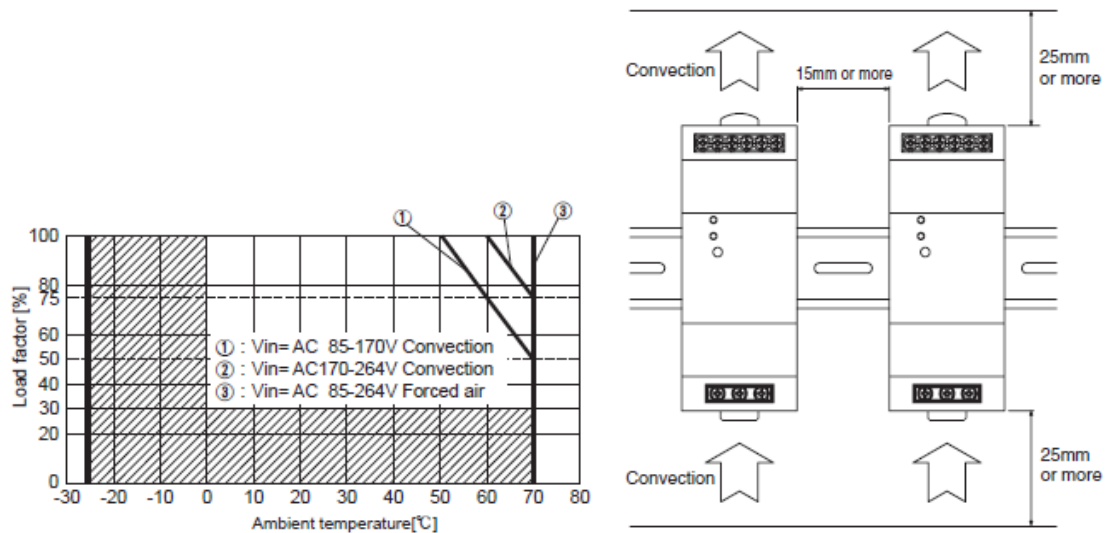 Load factor [%]
100
80
75
60
50
40
30
20
0
① : Vin= AC 85-170V Convection
② : Vin= AC170-264V Convection
③ : Vin= AC 85-264V Forced air
①
②
③
-30 -20 -10 0 10 20 30 40 50 60 70 80
Ambient temperature[℃]
Convection
15mm or more
25mm
or more
Convection
25mm
or more